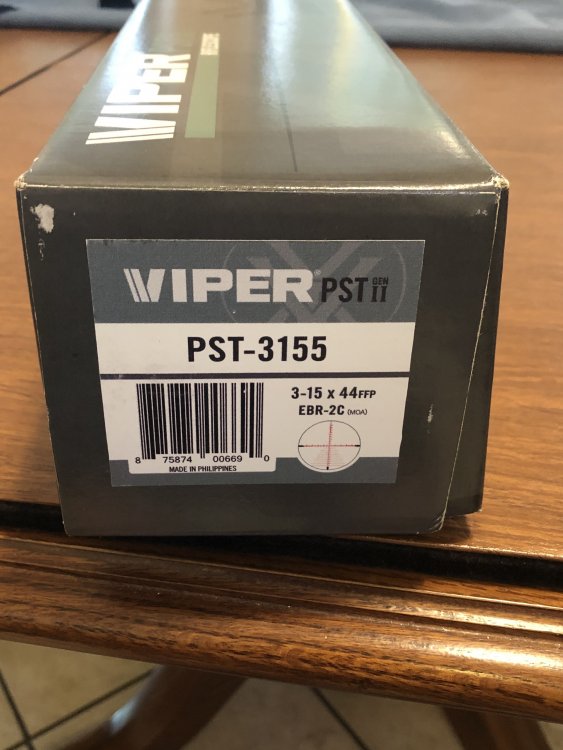 VIPER
VIPER® PST GEN II
PST-3155
3-15 x 44FFP
EBR-2C (MOA)
8 75874 00669 0
MADE IN PHILIPPINES